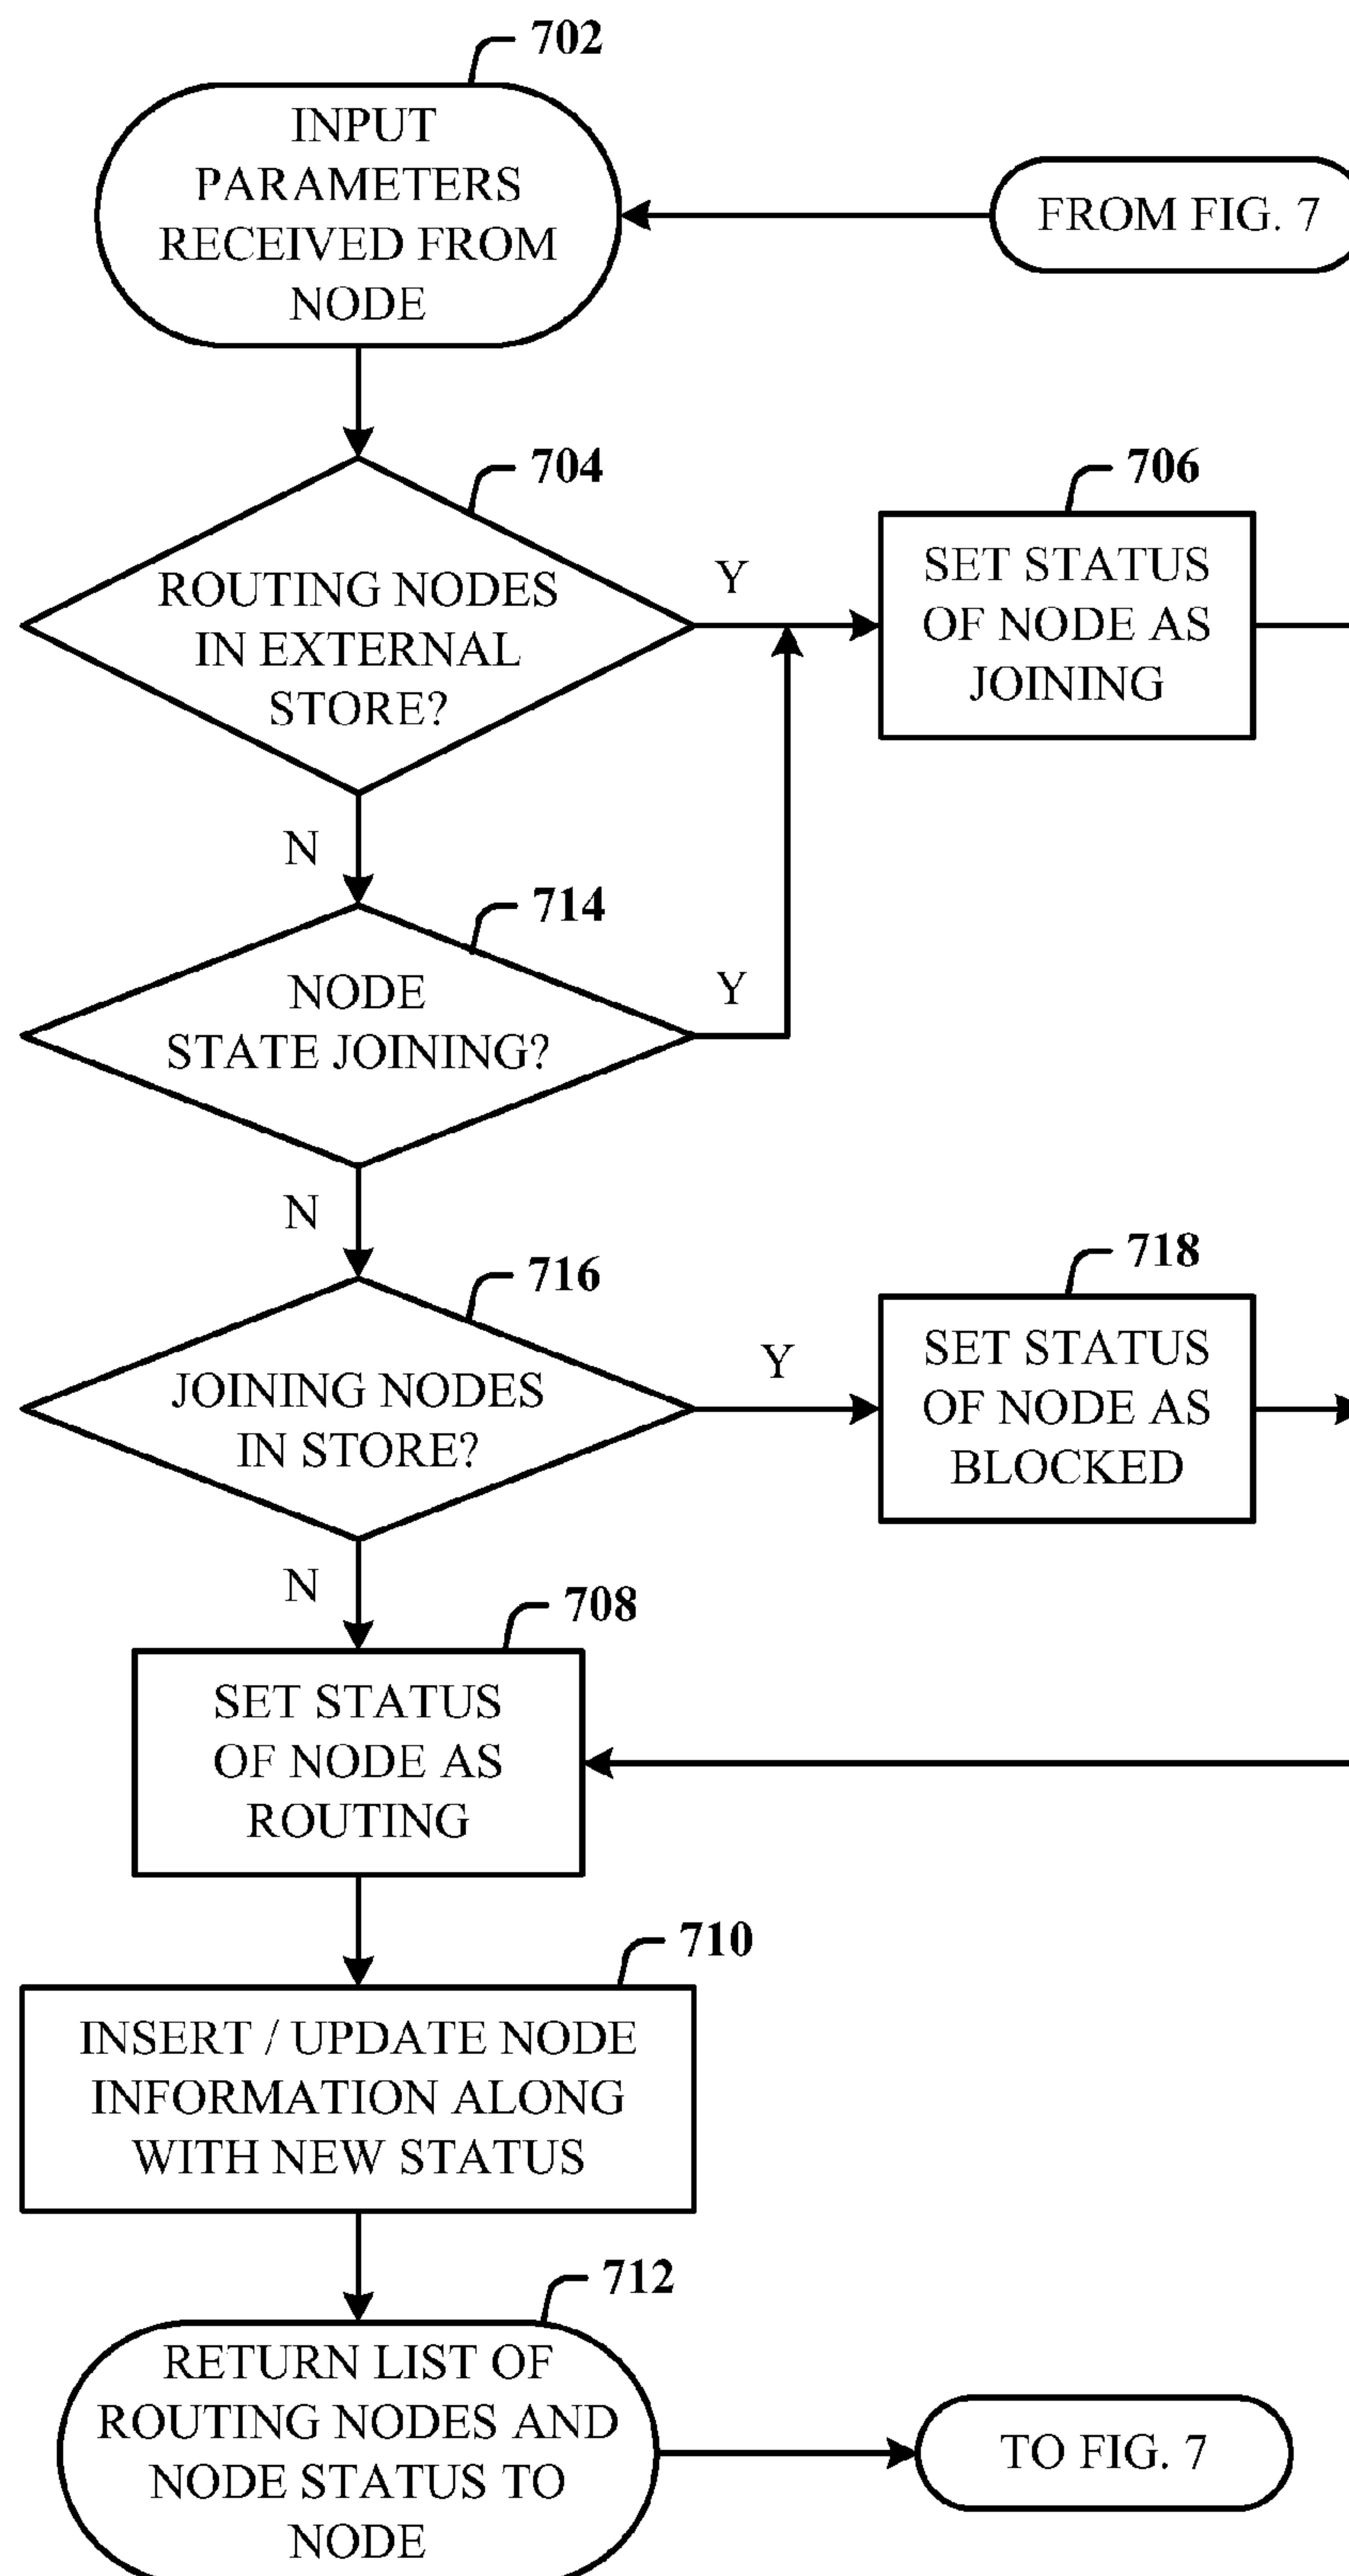 702
INPUT
PARAMETERS
RECEIVED FROM
NODE
FROM FIG. 7
704
ROUTING NODES
IN EXTERNAL
STORE?
Y
706
SET STATUS
OF NODE AS
JOINING
N
714
NODE
STATE JOINING?
Y
N
716
JOINING NODES
IN STORE?
Y
718
SET STATUS
OF NODE AS
BLOCKED
N
708
SET STATUS
OF NODE AS
ROUTING
710
INSERT / UPDATE NODE
INFORMATION ALONG
WITH NEW STATUS
712
RETURN LIST OF
ROUTING NODES AND
NODE STATUS TO
NODE
TO FIG. 7